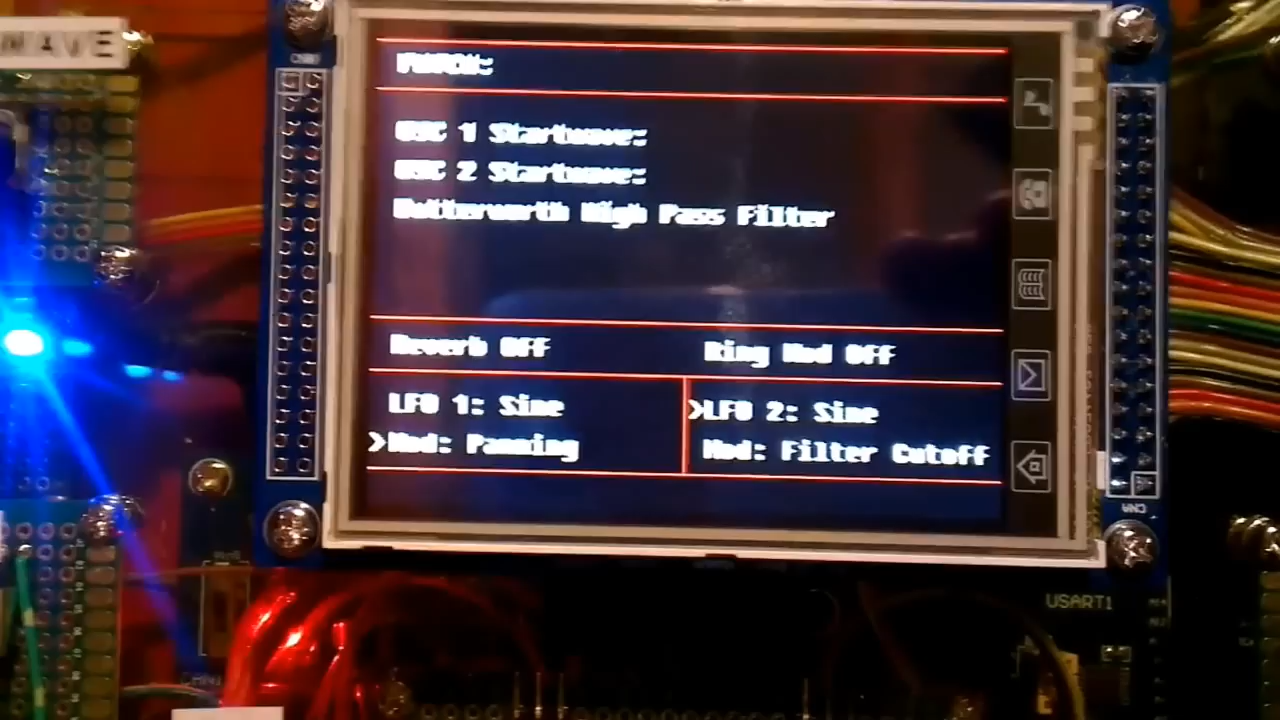 WAVE
PATCH:
OSC 1 Startwave:
OSC 2 Startwave:
Butterworth High Pass Filter
Reverb Off
Ring Mod Off
LFO 1: Sine
>LFO 2: Sine
>Mod: Panning
Mod: Filter Cutoff
USART1